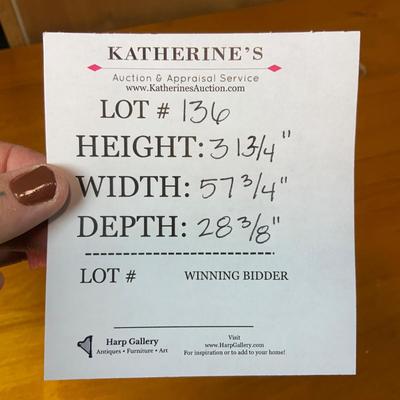 KATHERINE'S
Auction & Appraisal Service
www.KatherinesAuction.com
LOT # 136
HEIGHT: 31 3/4"
WIDTH: 57 3/4"
DEPTH: 28 3/8"
LOT # WINNING BIDDER
Harp Gallery
Antiques • Furniture • Art
Visit
www.HarpGallery.com
For inspiration or to add to your home!